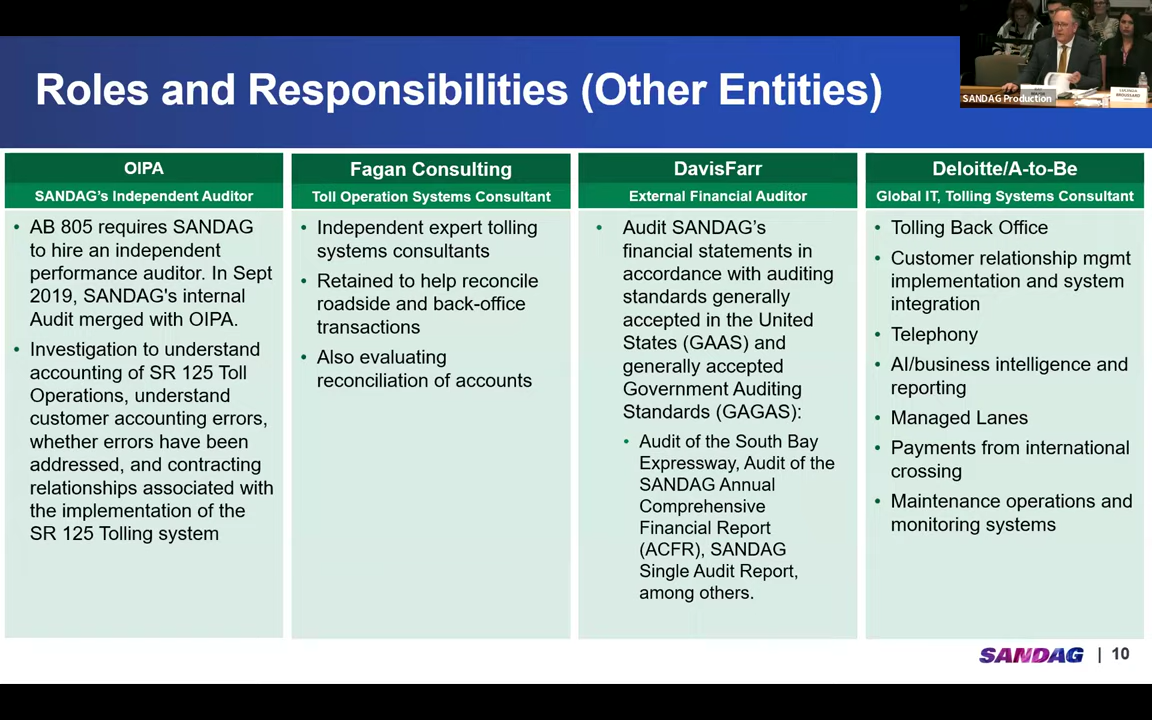 Roles and Responsibilities (Other Entities)
SANDAG Production
BROUSSARD
OIPA
SANDAG's Independent Auditor
• AB 805 requires SANDAG
to hire an independent
performance auditor. In Sept
2019, SANDAG's internal
Audit merged with OIPA.
• Investigation to understand
accounting of SR 125 Toll
Operations, understand
customer accounting errors,
whether errors have been
addressed, and contracting
relationships associated with
the implementation of the
SR 125 Tolling system
Fagan Consulting
Toll Operation Systems Consultant
• Independent expert tolling
systems consultants
• Retained to help reconcile
roadside and back-office
transactions
• Also evaluating
reconciliation of accounts
DavisFarr
External Financial Auditor
• Audit SANDAG's
financial statements in
accordance with auditing
standards generally
accepted in the United
States (GAAS) and
generally accepted
Government Auditing
Standards (GAGAS):
• Audit of the South Bay
Expressway, Audit of the
SANDAG Annual
Comprehensive
Financial Report
(ACFR), SANDAG
Single Audit Report,
among others.
Deloitte/A-to-Be
Global IT, Tolling Systems Consultant
• Tolling Back Office
• Customer relationship mgmt
implementation and system
integration
• Telephony
• AI/business intelligence and
reporting
• Managed Lanes
• Payments from international
crossing
• Maintenance operations and
monitoring systems
SANDAG | 10